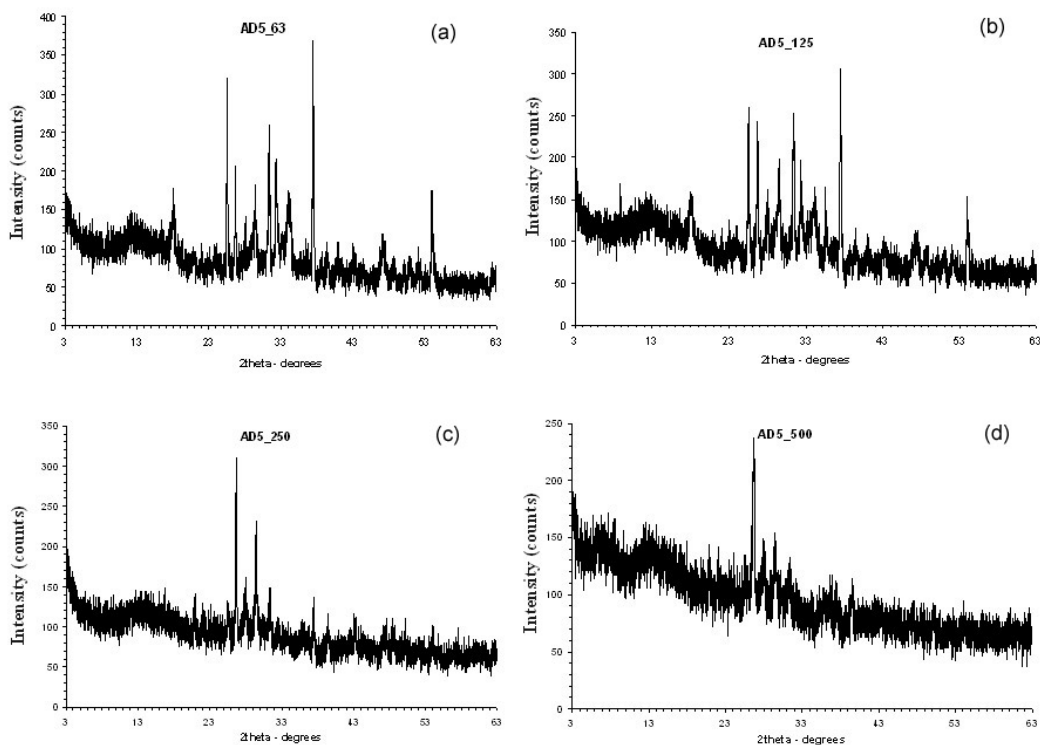 AD5_63
(a)
400
350
300
250
200
150
100
50
0
Intensity (counts)
3 13 23 33 43 53 63
2theta - degrees
AD5_125
(b)
350
300
250
200
150
100
50
0
Intensity (counts)
3 13 23 33 43 53 63
2theta - degrees
AD5_250
(c)
350
300
250
200
150
100
50
0
Intensity (counts)
3 13 23 33 43 53 63
2theta - degrees
AD5_500
(d)
250
200
150
100
50
0
Intensity (counts)
3 13 23 33 43 53 63
2theta - degrees